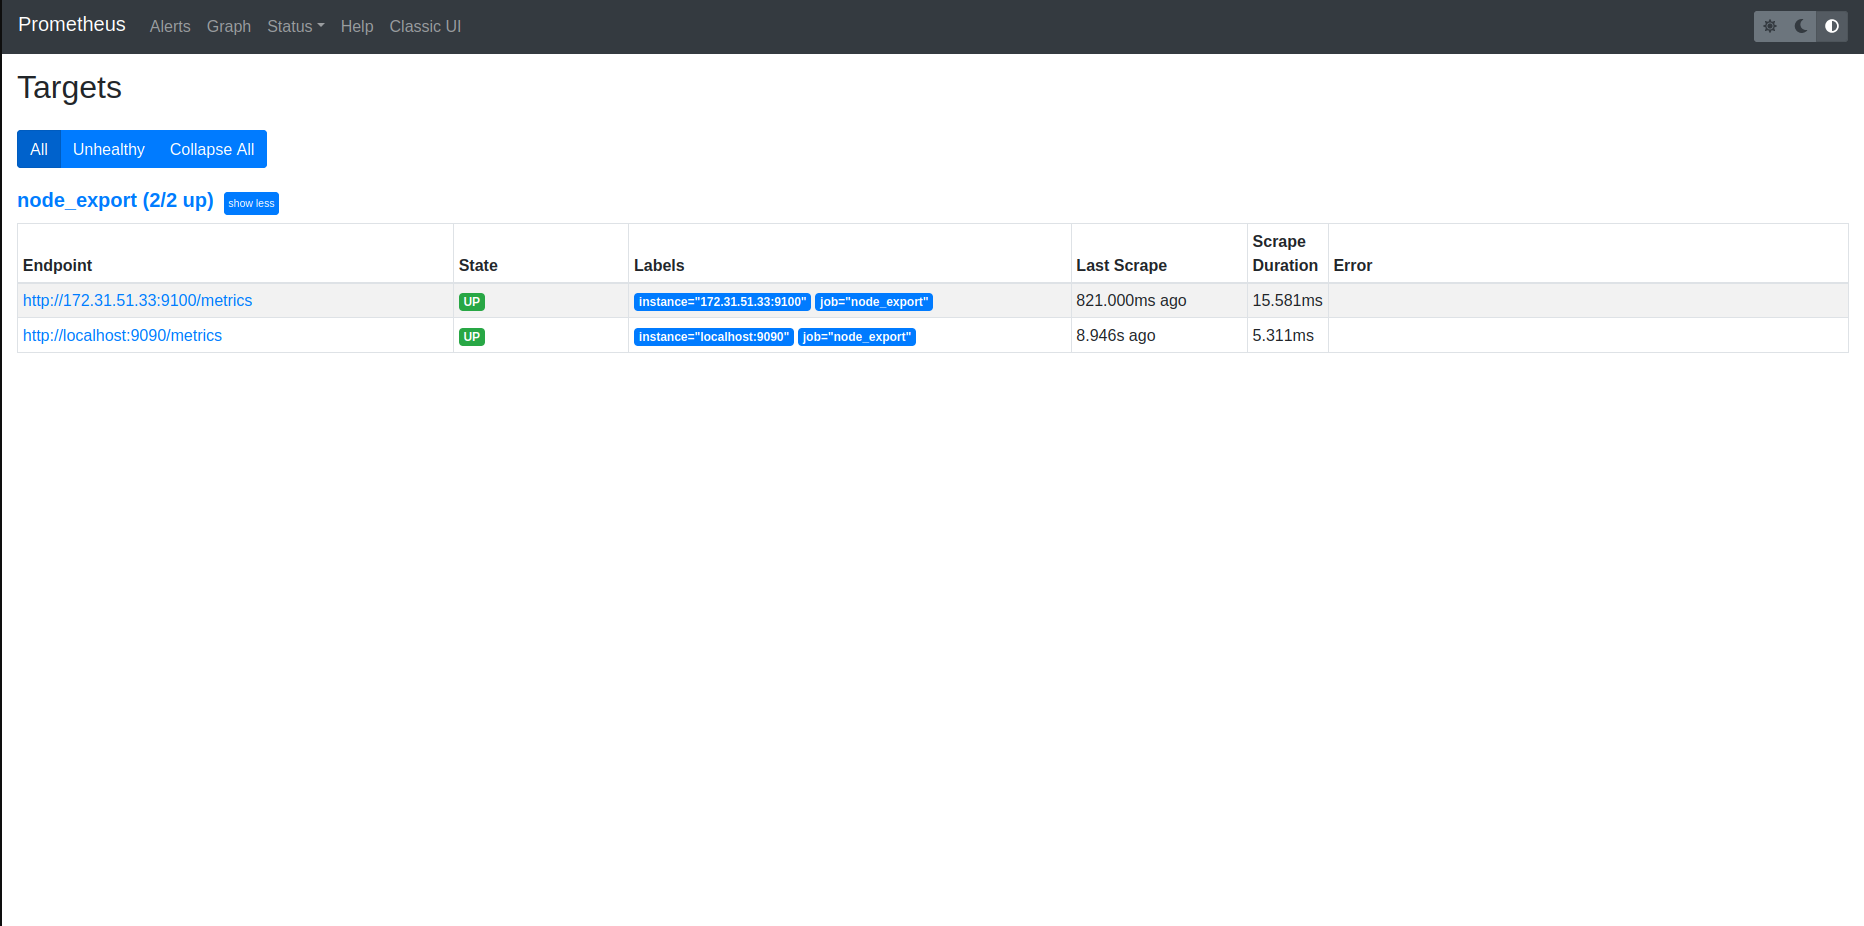 Prometheus Alerts Graph Status Help Classic UI
Targets
All Unhealthy Collapse All
node_export (2/2 up) show less
Endpoint State Labels Last Scrape Scrape Duration Error
http://172.31.51.33:9100/metrics UP instance="172.31.51.33:9100" job="node_export" 821.000ms ago 15.581ms
http://localhost:9090/metrics UP instance="localhost:9090" job="node_export" 8.946s ago 5.311ms